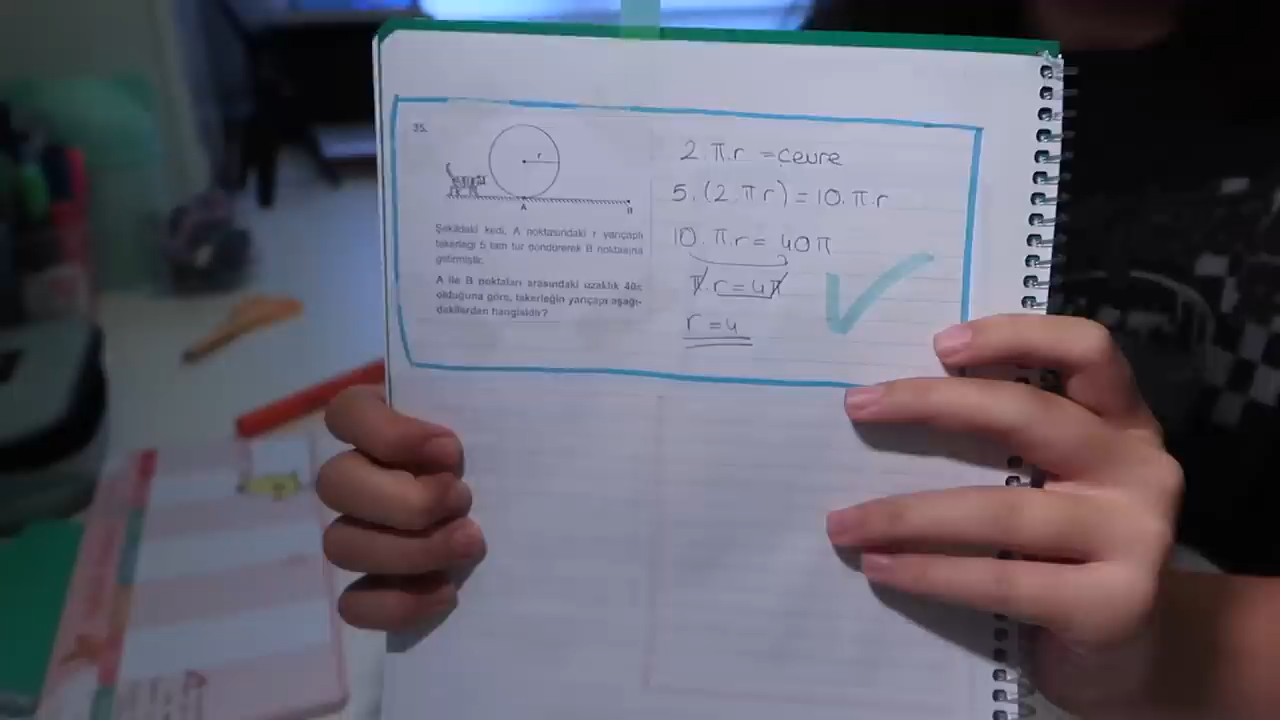 35.
r
A
B
Şekildeki kedi, A noktasındaki r yarıçaplı
tekerleği 5 tam tur döndürerek B noktasına
getirmiştir.
A ile B noktaları arasındaki uzaklık 40π
olduğuna göre, tekerleğin yarıçapı aşağı-
dakilerden hangisidir?
2.π.r = çevre
5.(2.π r) = 10.π.r
10.π.r = 40π
π.r = 4π
r = 4